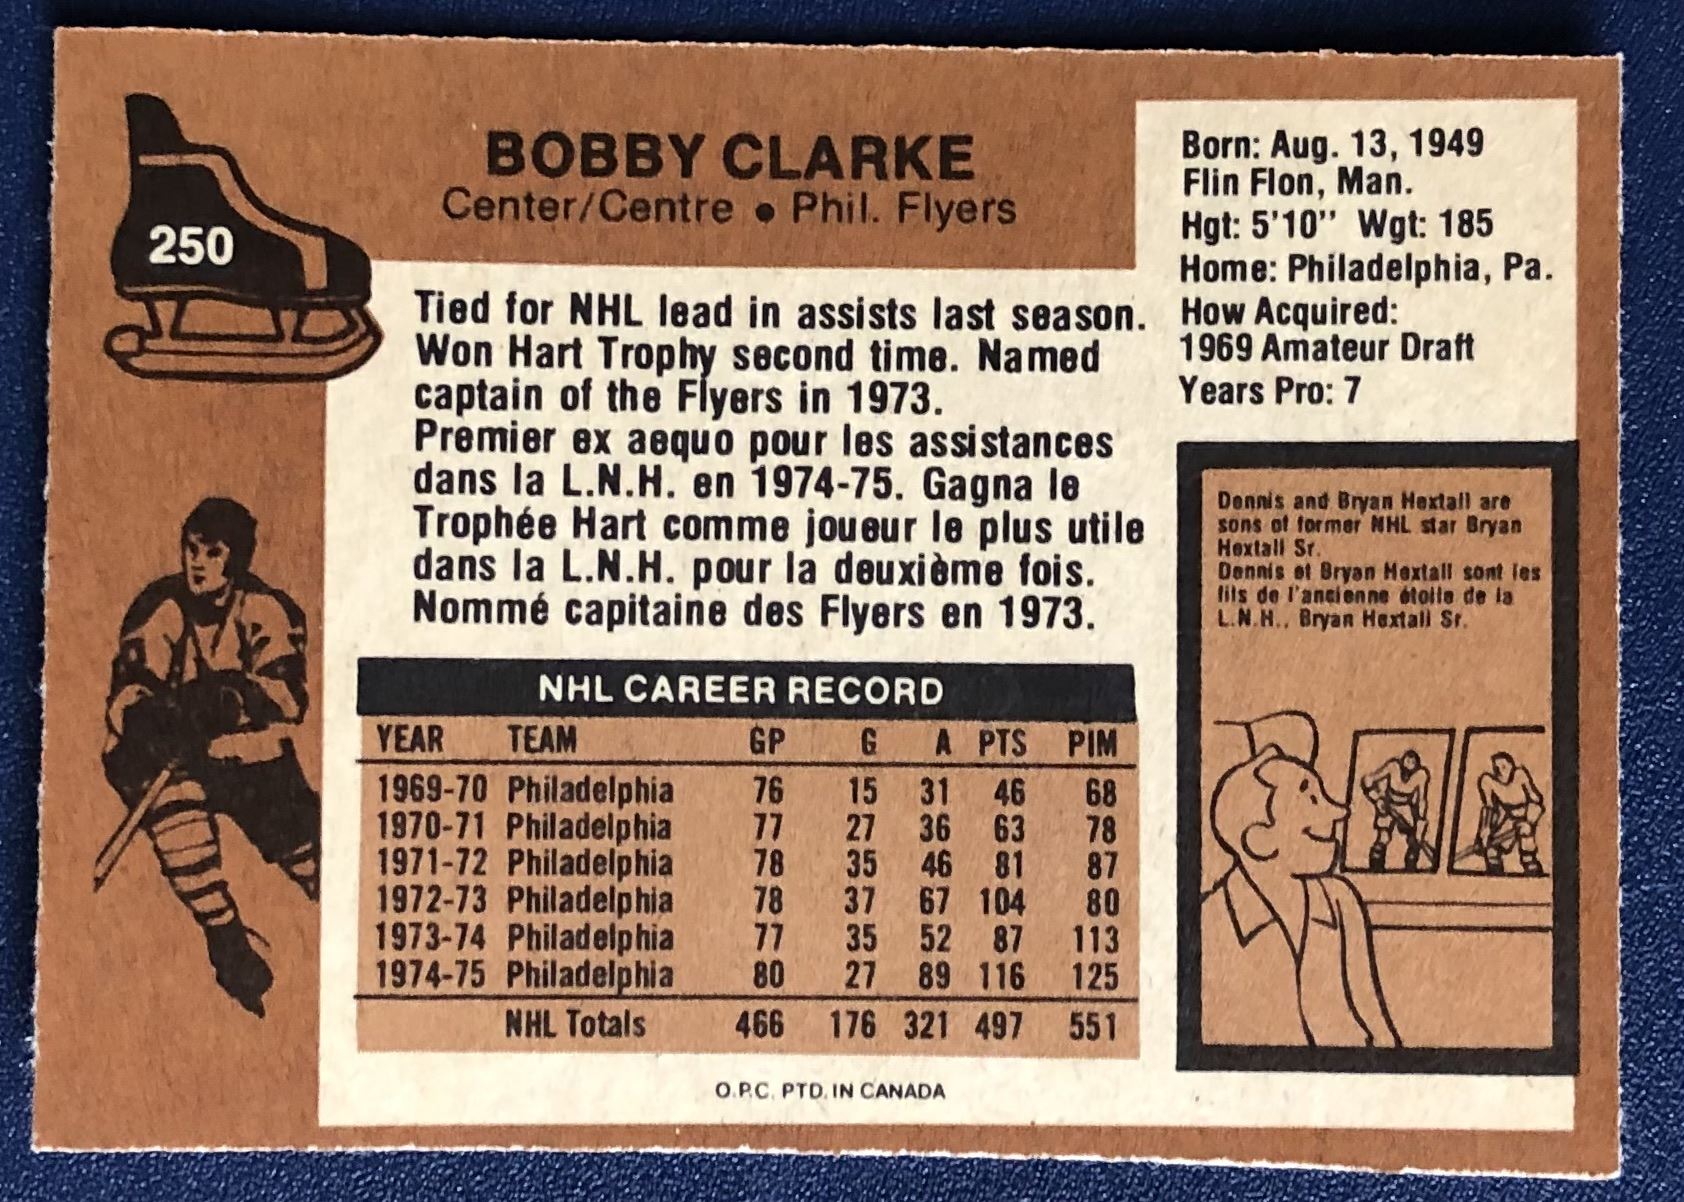 250
BOBBY CLARKE
Center/Centre • Phil. Flyers
Tied for NHL lead in assists last season.
Won Hart Trophy second time. Named
captain of the Flyers in 1973.
Premier ex aequo pour les assistances
dans la L.N.H. en 1974-75. Gagna le
Trophée Hart comme joueur le plus utile
dans la L.N.H. pour la deuxième fois.
Nommé capitaine des Flyers en 1973.
Born: Aug. 13, 1949
Flin Flon, Man.
Hgt: 5'10" Wgt: 185
Home: Philadelphia, Pa.
How Acquired:
1969 Amateur Draft
Years Pro: 7
Dennis and Bryan Hextall are
sons of former NHL star Bryan
Hextall Sr.
Dennis et Bryan Hextall sont les
fils de l'ancienne étoile de la
L.N.H., Bryan Hextall Sr.
NHL CAREER RECORD
YEAR TEAM GP G A PTS PIM
1969-70 Philadelphia 76 15 31 46 68
1970-71 Philadelphia 77 27 36 63 78
1971-72 Philadelphia 78 35 46 81 87
1972-73 Philadelphia 78 37 67 104 80
1973-74 Philadelphia 77 35 52 87 113
1974-75 Philadelphia 80 27 89 116 125
NHL Totals 466 176 321 497 551
O.P.C. PTD. IN CANADA